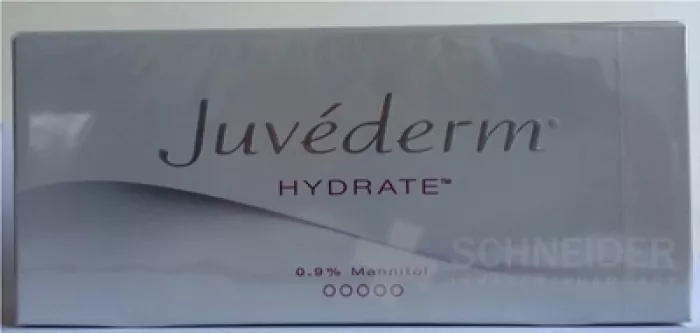 Juvéderm®
HYDRATE™
0.9% Mannitol
SCHNEIDER